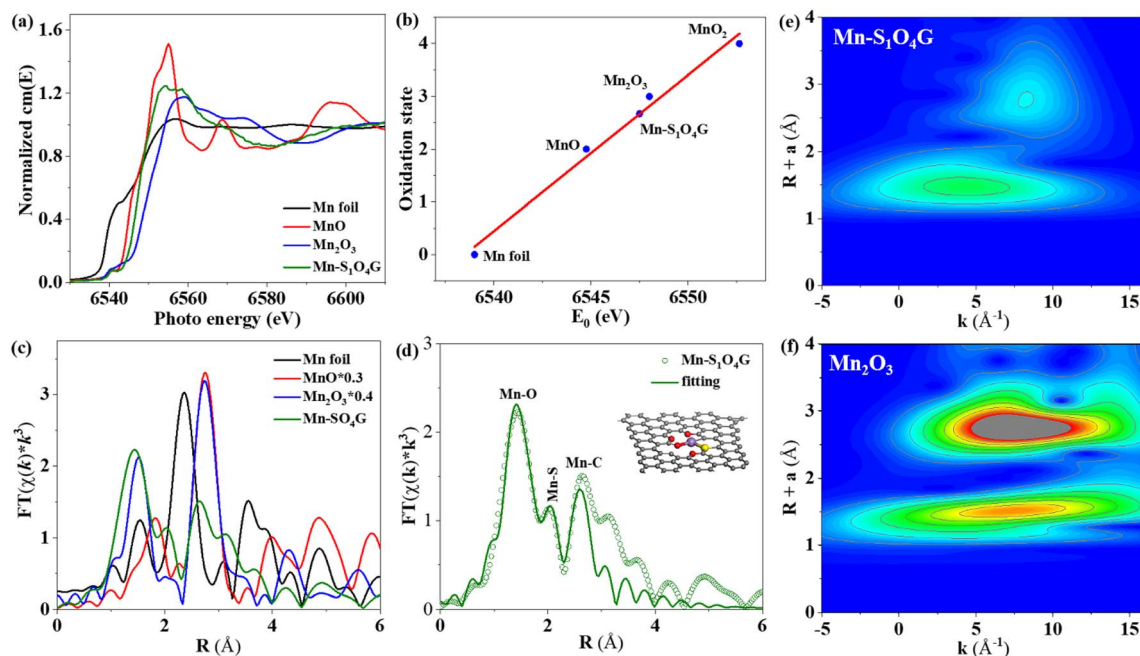 (a)
1.6
1.2
0.8
0.4
0.0
Normalized cm(E)
Mn foil
MnO
Mn₂O₃
Mn-S₁O₄G
6540
6560
6580
6600
Photo energy (eV)
(b)
4
3
2
1
0
Oxidation state
MnO₂
Mn₂O₃
Mn-S₁O₄G
MnO
Mn foil
6540
6545
6550
E₀ (eV)
(e)
Mn-S₁O₄G
4
3
2
1
0
R + a (Å)
-5
0
5
10
15
k (Å⁻¹)
(c)
3
2
1
0
FT(χ(k)*k³)
Mn foil
MnO*0.3
Mn₂O₃*0.4
Mn-SO₄G
0
2
4
6
R (Å)
(d)
3
2
1
0
FT(χ(k)*k³)
Mn-S₁O₄G
fitting
Mn-O
Mn-S
Mn-C
0
2
4
6
R (Å)
(f)
Mn₂O₃
4
3
2
1
0
R + a (Å)
-5
0
5
10
15
k (Å⁻¹)